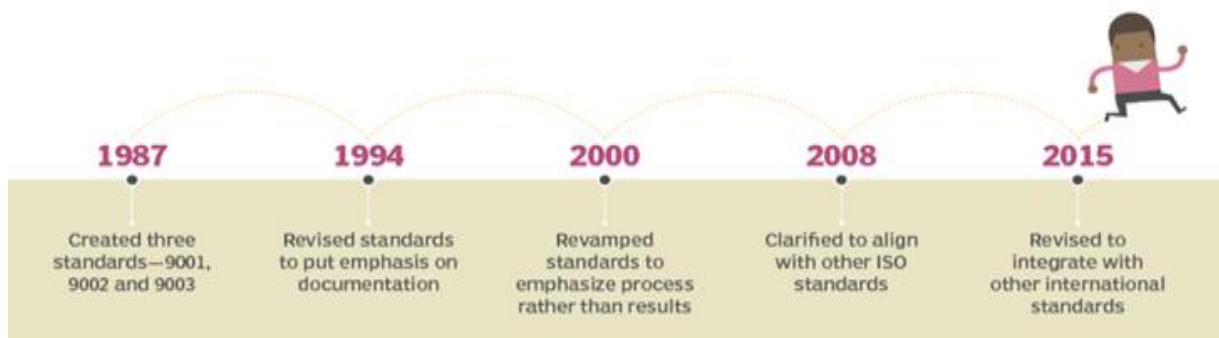 1987
Created three
standards—9001,
9002 and 9003
1994
Revised standards
to put emphasis on
documentation
2000
Revamped
standards to
emphasize process
rather than results
2008
Clarified to align
with other ISO
standards
2015
Revised to
integrate with
other international
standards